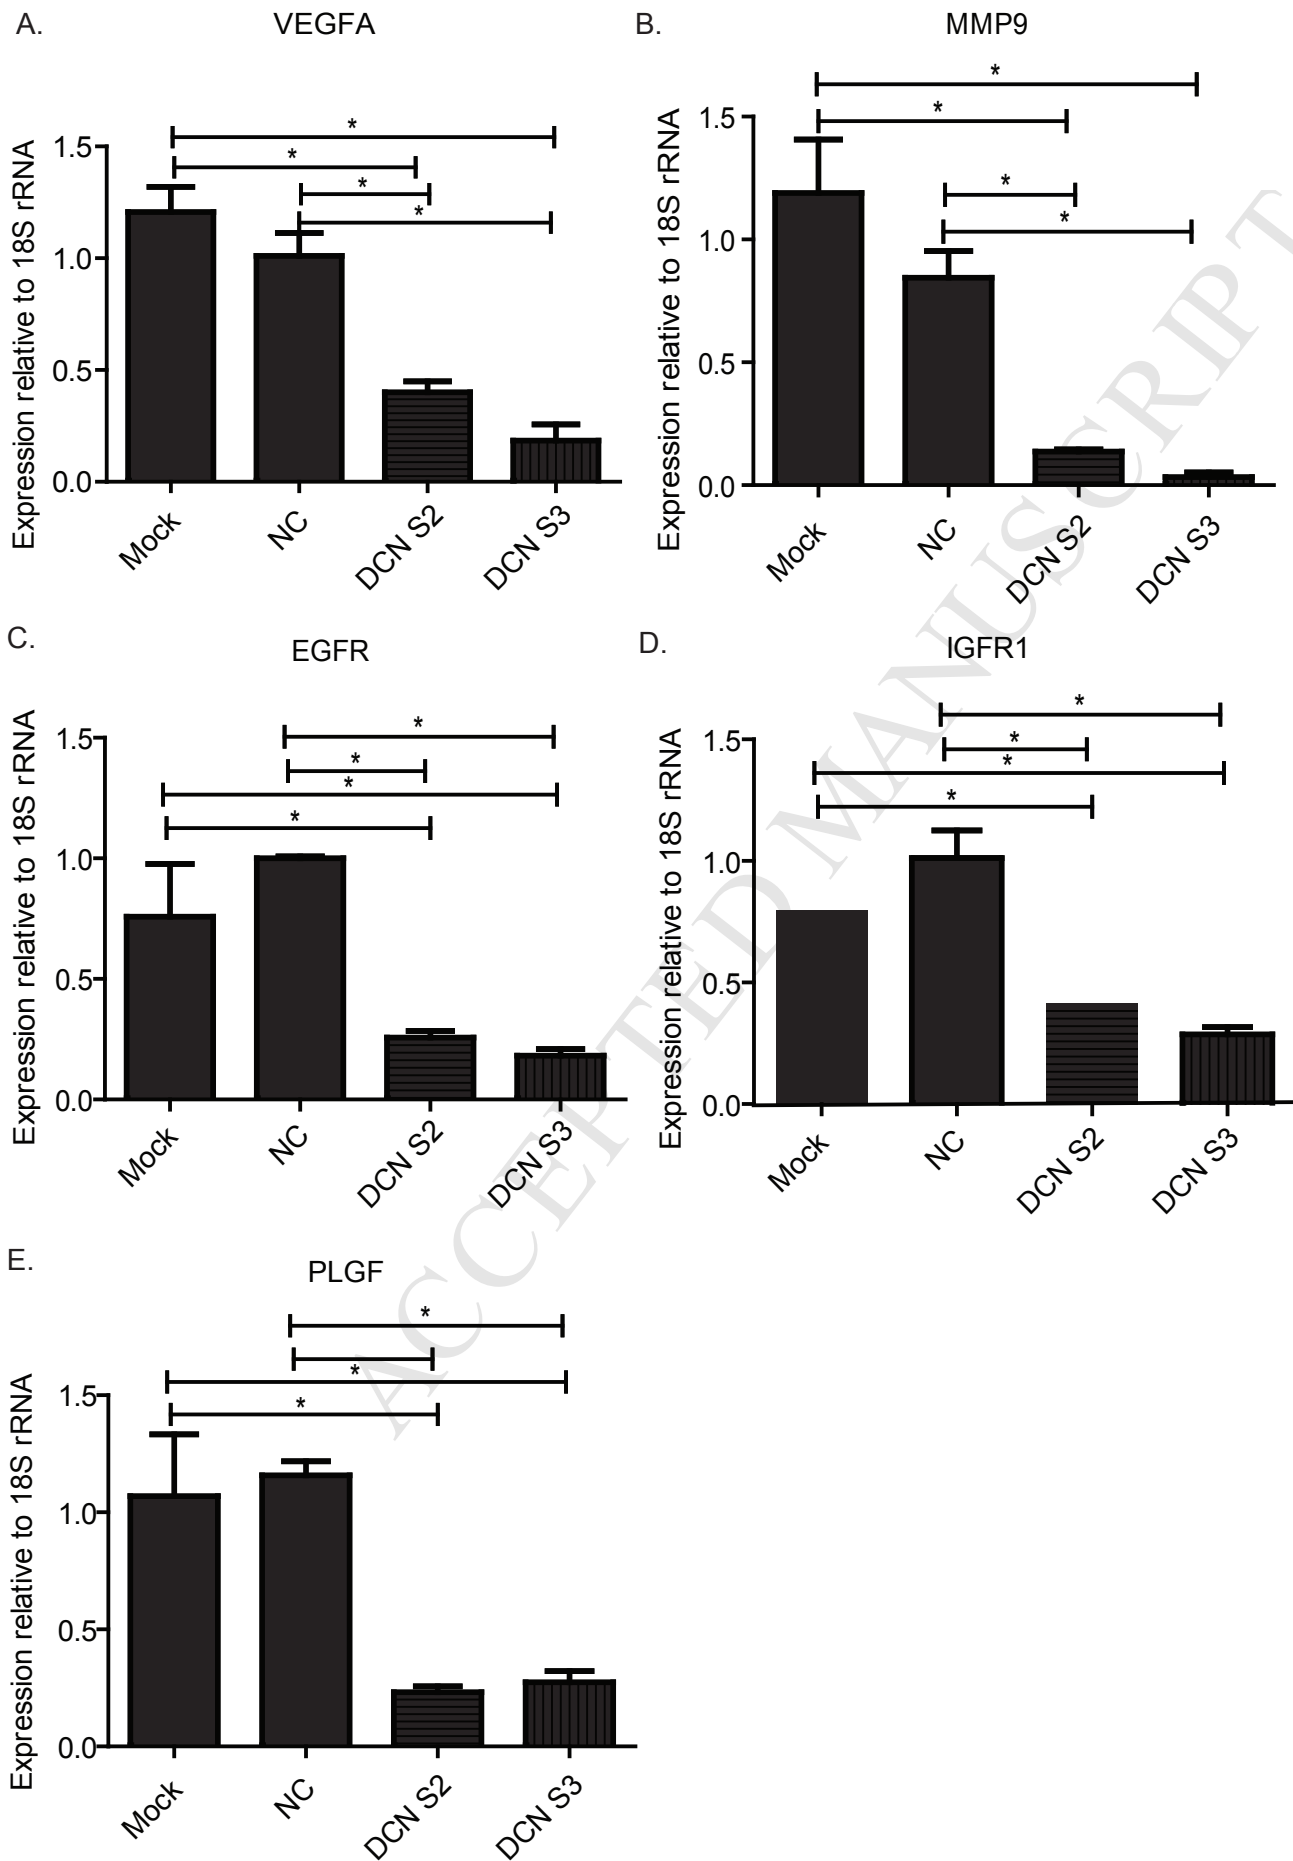 A.
VEGFA
Expression relative to 18S rRNA
1.5
1.0
0.5
0.0
*
*
*
*
Mock
NC
DCN S2
DCN S3
B.
MMP9
Expression relative to 18S rRNA
1.5
1.0
0.5
0.0
*
*
*
*
Mock
NC
DCN S2
DCN S3
C.
EGFR
Expression relative to 18S rRNA
1.5
1.0
0.5
0.0
*
*
*
*
Mock
NC
DCN S2
DCN S3
D.
IGFR1
Expression relative to 18S rRNA
1.5
1.0
0.5
0.0
*
*
*
*
Mock
NC
DCN S2
DCN S3
E.
PLGF
Expression relative to 18S rRNA
1.5
1.0
0.5
0.0
*
*
*
Mock
NC
DCN S2
DCN S3
ACCEPTED MANUSCRIPT